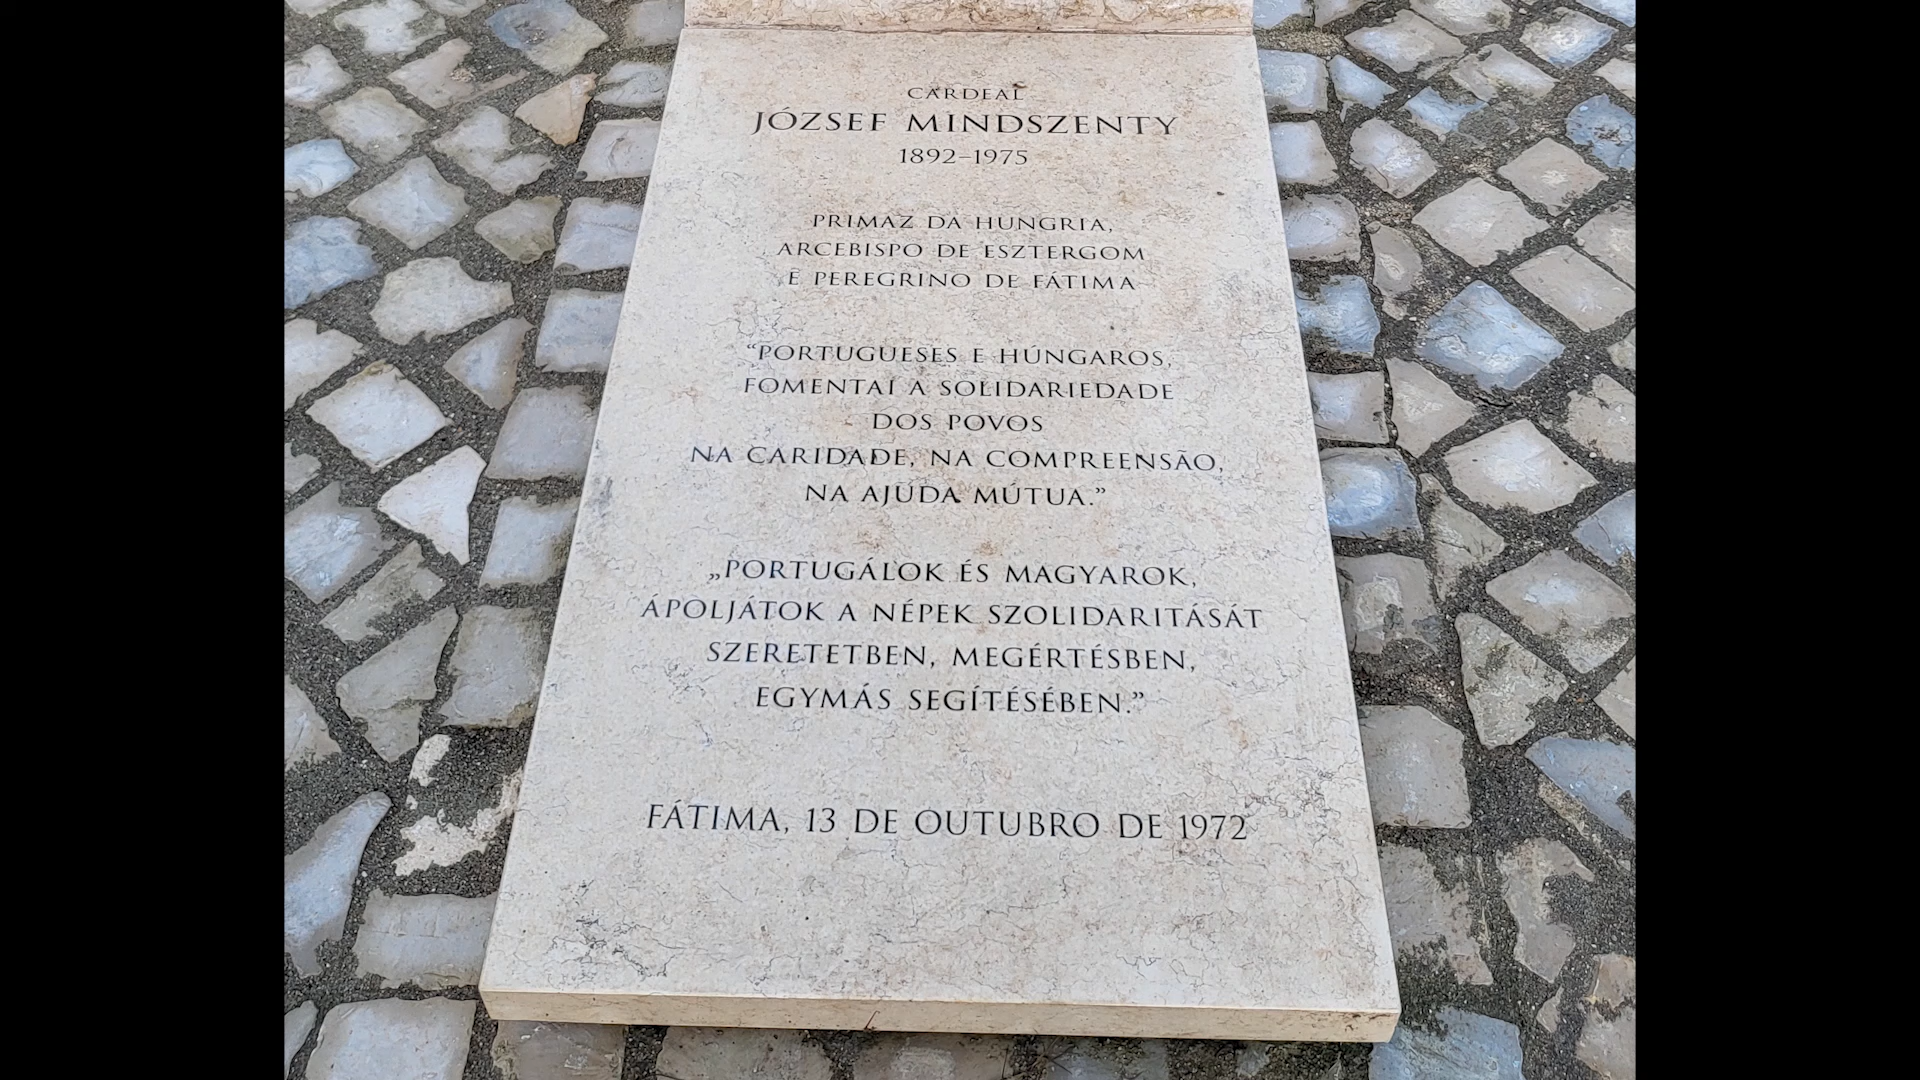 CARDEAL
JÓZSEF MINDSZENTY
1892–1975
PRIMAZ DA HUNGRIA,
ARCEBISPO DE ESZTERGOM
E PEREGRINO DE FÁTIMA
“PORTUGUESES E HÚNGAROS,
FOMENTAI A SOLIDARIEDADE
DOS POVOS
NA CARIDADE, NA COMPREENSÃO,
NA AJUDA MÚTUA.”
„PORTUGÁLOK ÉS MAGYAROK,
ÁPOLJÁTOK A NÉPEK SZOLIDARITÁSÁT
SZERETETBEN, MEGÉRTÉSBEN,
EGYMÁS SEGÍTÉSÉBEN.”
FÁTIMA, 13 DE OUTUBRO DE 1972